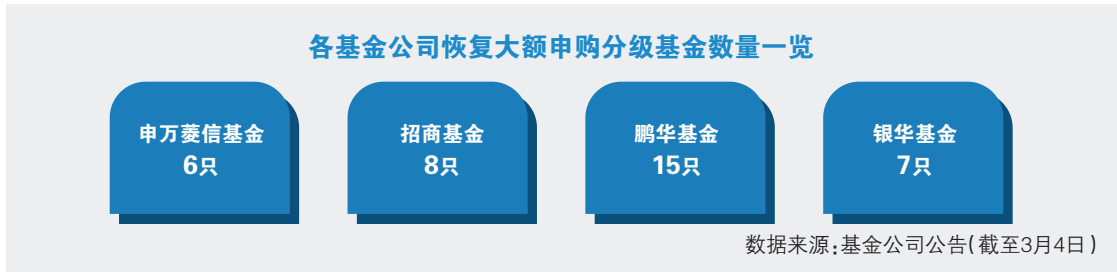 各基金公司恢复大额申购分级基金数量一览
申万菱信基金
6只
招商基金
8只
鹏华基金
15只
银华基金
7只
数据来源:基金公司公告(截至3月4日)